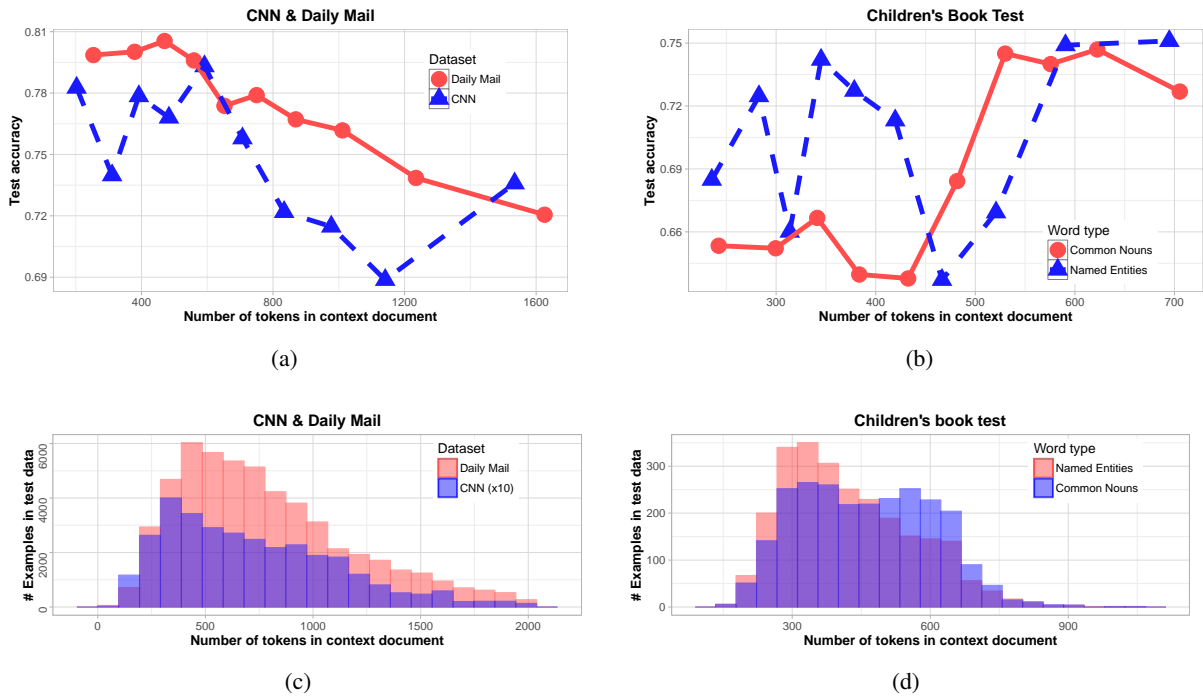 CNN & Daily Mail
0.81
0.78
0.75
0.72
0.69
Test accuracy
Dataset
Daily Mail
CNN
400
800
1200
1600
Number of tokens in context document
(a)
Children's Book Test
0.75
0.72
0.69
0.66
Test accuracy
Word type
Common Nouns
Named Entities
300
400
500
600
700
Number of tokens in context document
(b)
CNN & Daily Mail
6000
4000
2000
0
# Examples in test data
Dataset
Daily Mail
CNN (x10)
0
500
1000
1500
2000
Number of tokens in context document
(c)
Children's book test
300
200
100
0
# Examples in test data
Word type
Named Entities
Common Nouns
300
600
900
Number of tokens in context document
(d)